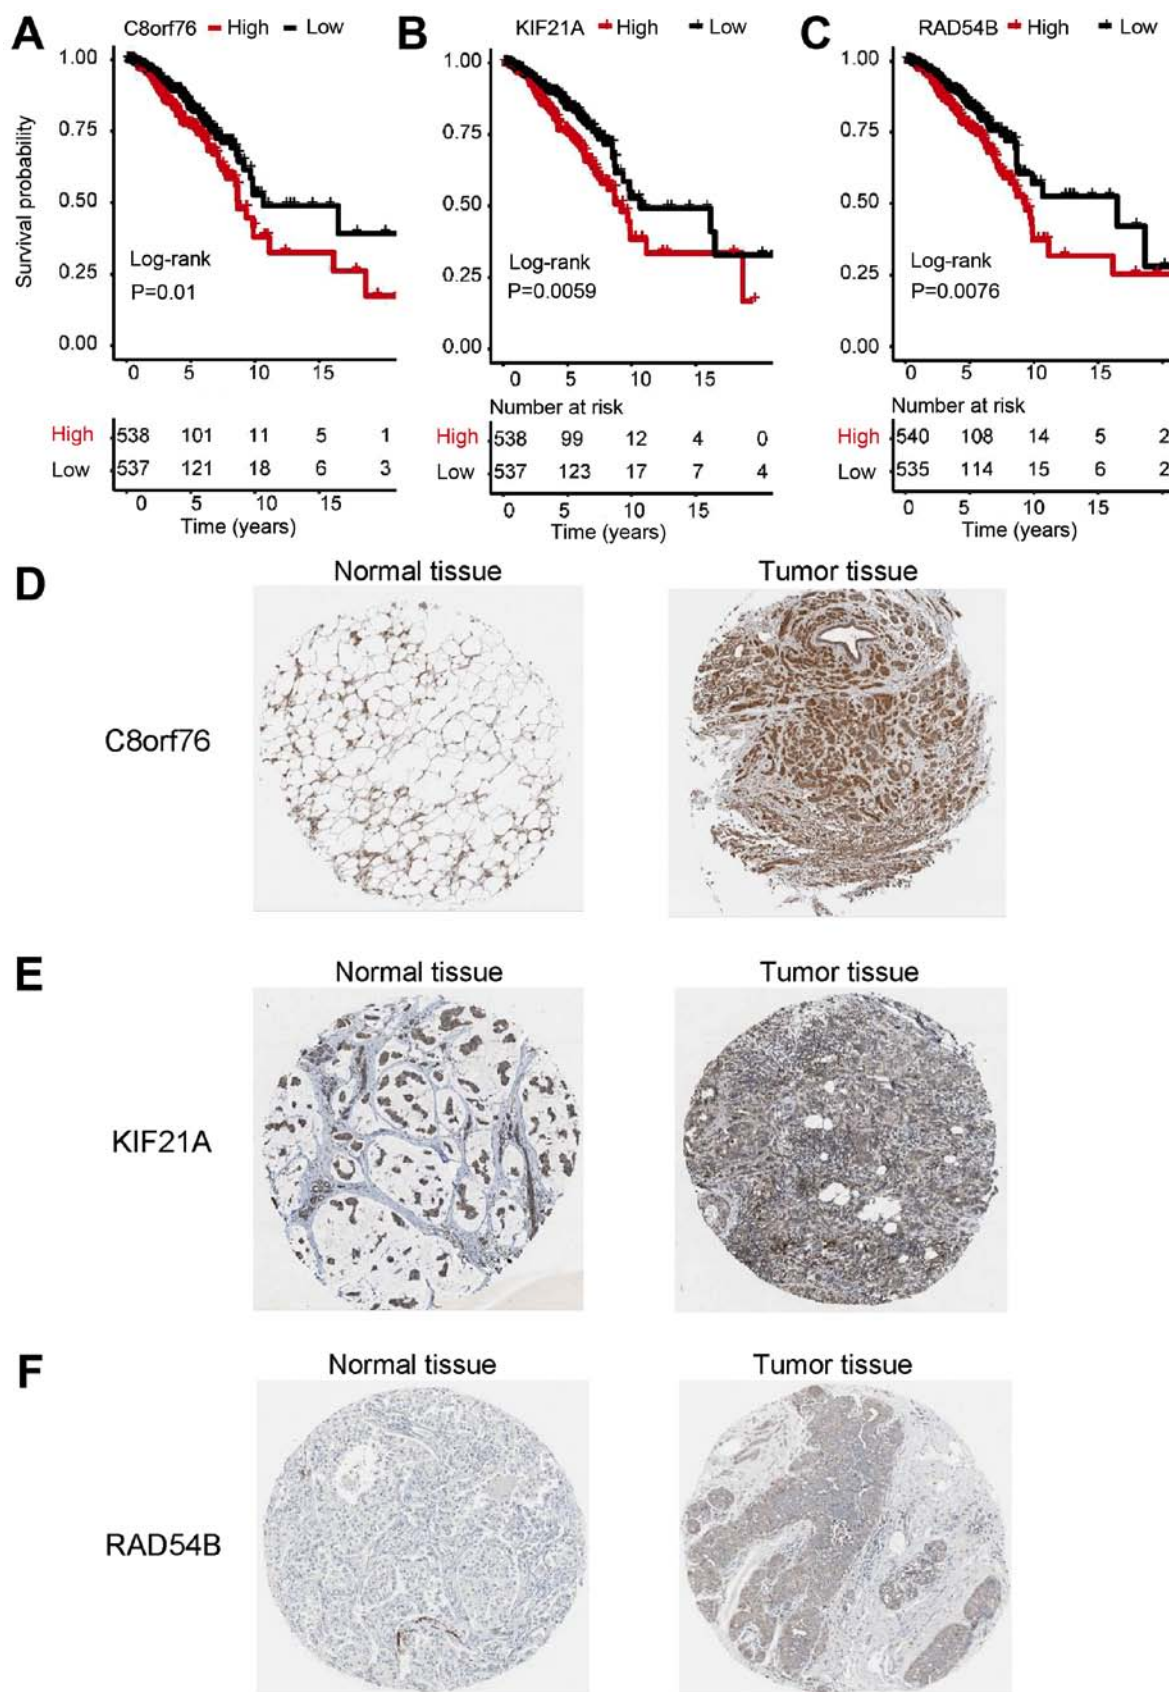 A C8orf76 High Low
B KIF21A High Low
C RAD54B High Low
Survival probability
1.00
0.75
0.50
0.25
0.00
Log-rank
P=0.01
0 5 10 15
1.00
0.75
0.50
0.25
0.00
Log-rank
P=0.0059
0 5 10 15
1.00
0.75
0.50
0.25
0.00
Log-rank
P=0.0076
0 5 10 15
High 538 101 11 5 1
Low 537 121 18 6 3
0 5 10 15
Time (years)
Number at risk
High 538 99 12 4 0
Low 537 123 17 7 4
0 5 10 15
Time (years)
Number at risk
High 540 108 14 5 2
Low 535 114 15 6 2
0 5 10 15
Time (years)
D Normal tissue Tumor tissue
C8orf76
E Normal tissue Tumor tissue
KIF21A
F Normal tissue Tumor tissue
RAD54B